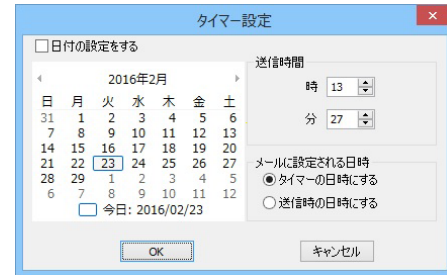 タイマー設定
日付の設定をする
2016年2月
日 月 火 水 木 金 土
31 1 2 3 4 5 6
7 8 9 10 11 12 13
14 15 16 17 18 19 20
21 22 23 24 25 26 27
28 29 1 2 3 4 5
6 7 8 9 10 11 12
今日: 2016/02/23
送信時間
時 13
分 27
メールに設定される日時
タイマーの日時にする
送信時の日時にする
OK
キャンセル